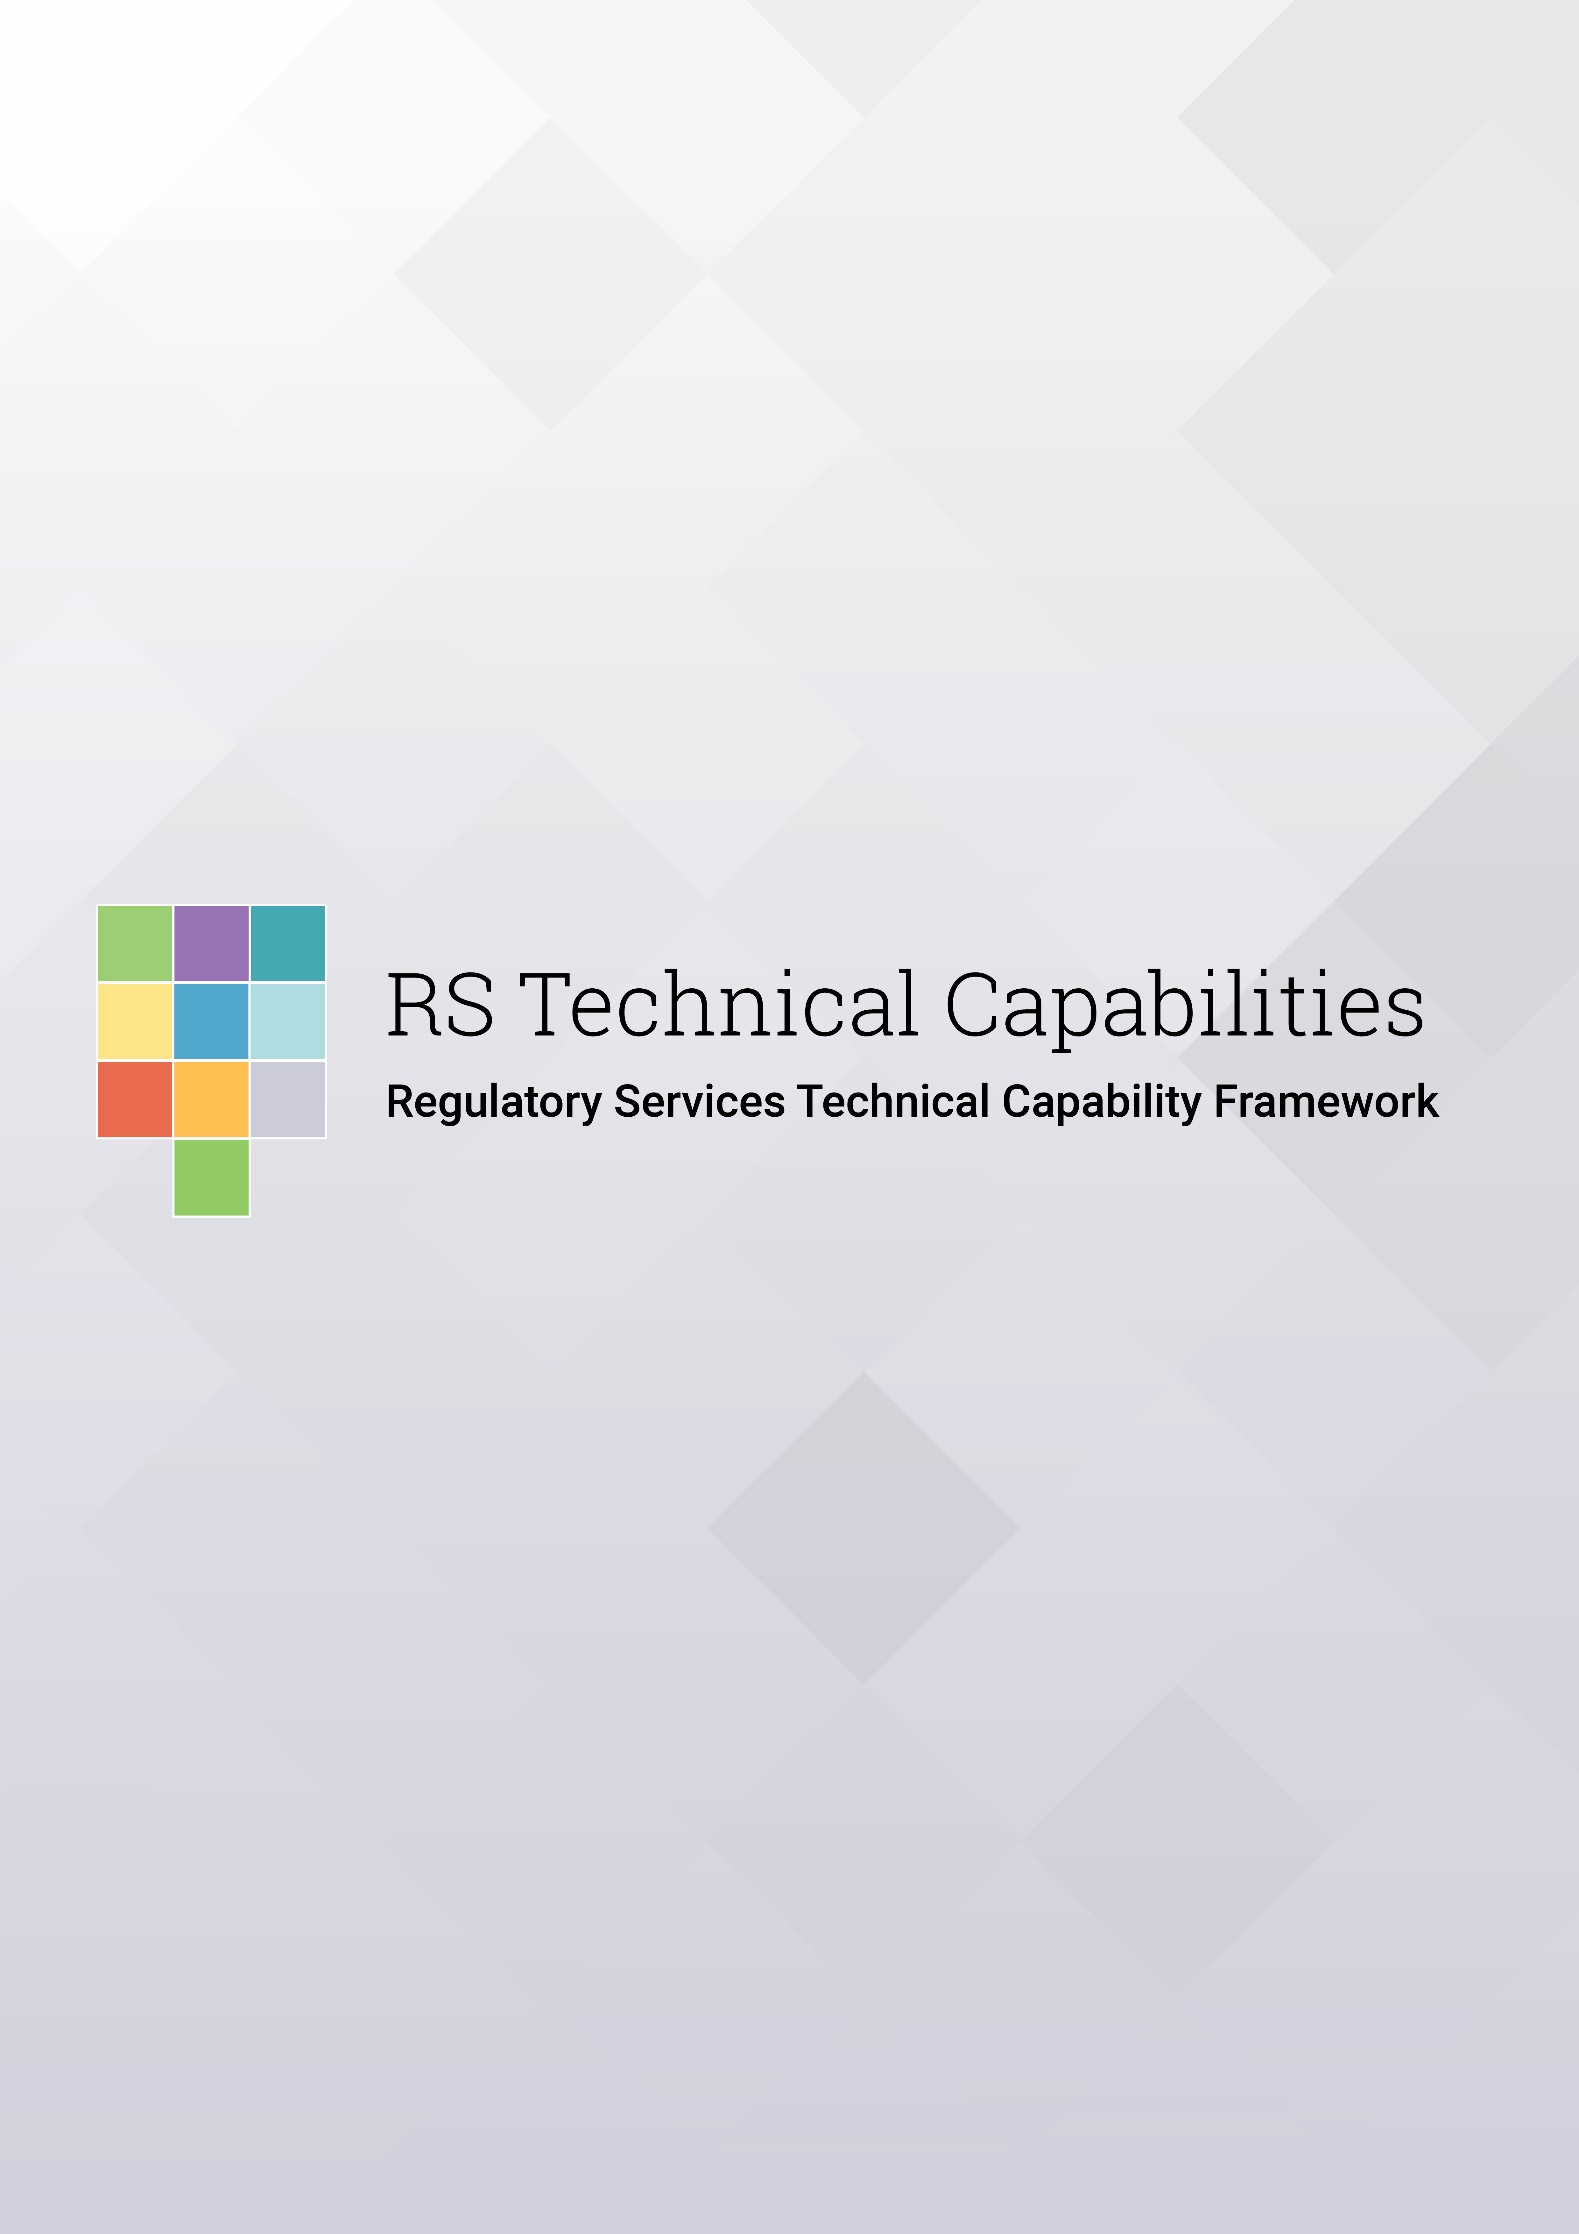 RS Technical Capabilities
Regulatory Services Technical Capability Framework